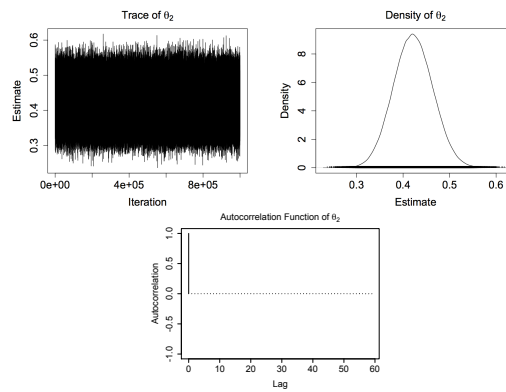 Trace of θ₂
Estimate
0.6
0.5
0.4
0.3
0e+00 4e+05 8e+05
Iteration
Density of θ₂
Density
8
6
4
2
0
0.3 0.4 0.5 0.6
Estimate
Autocorrelation Function of θ₂
Autocorrelation
1.0
0.5
0.0
-0.5
-1.0
0 10 20 30 40 50 60
Lag